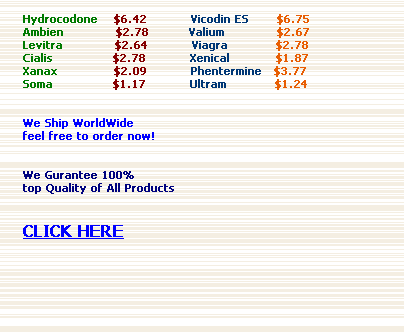 Hydrocodone $6.42 Vicodin ES $6.75
Ambien $2.78 Valium $2.67
Levitra $2.64 Viagra $2.78
Cialis $2.78 Xenical $1.87
Xanax $2.09 Phentermine $3.77
Soma $1.17 Ultram $1.24
We Ship WorldWide
feel free to order now!
We Gurantee 100%
top Quality of All Products
CLICK HERE